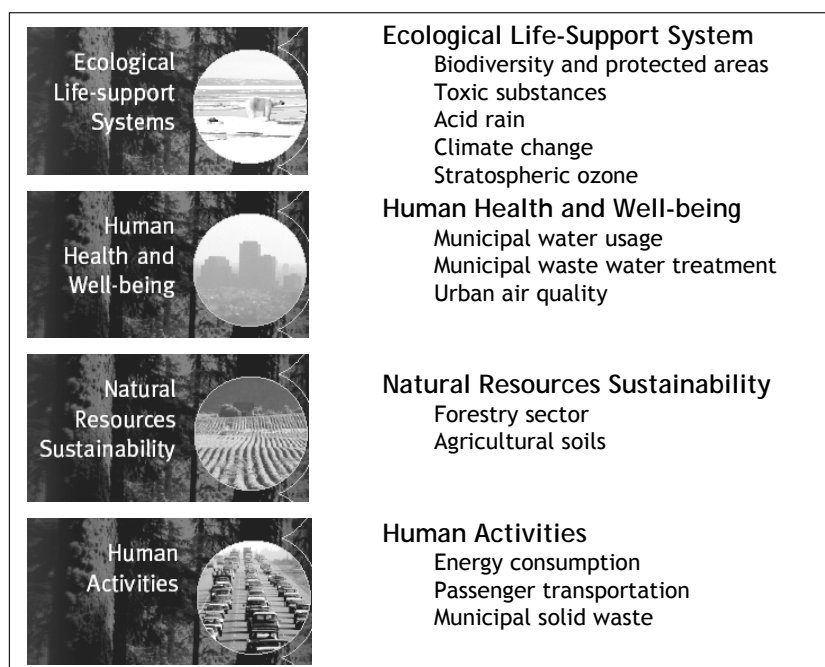 Ecological
Life-support
Systems
Ecological Life-Support System
Biodiversity and protected areas
Toxic substances
Acid rain
Climate change
Stratospheric ozone
Human
Health and
Well-being
Human Health and Well-being
Municipal water usage
Municipal waste water treatment
Urban air quality
Natural
Resources
Sustainability
Natural Resources Sustainability
Forestry sector
Agricultural soils
Human
Activities
Human Activities
Energy consumption
Passenger transportation
Municipal solid waste